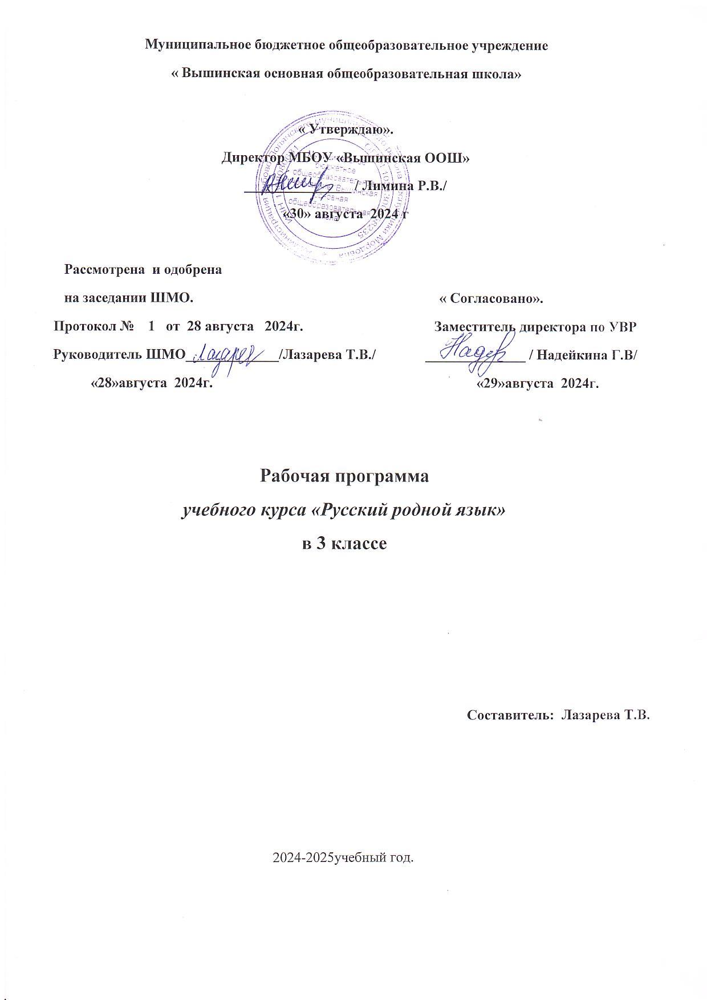 Муниципальное бюджетное общеобразовательное учреждение
« Вышинская основная общеобразовательная школа»
« Утверждаю».
Директор МБОУ «Вышинская ООШ»
/ Лимина Р.В./
«30» августа 2024 г
Рассмотрена и одобрена
на заседании ШМО.
« Согласовано».
Протокол № 1 от 28 августа 2024г.
Заместитель директора по УВР
Руководитель ШМО Лазарев /Лазарева Т.В./
Надей / Надейкина Г.В/
«28»августа 2024г.
«29»августа 2024г.
Рабочая программа
учебного курса «Русский родной язык»
в 3 классе
Составитель: Лазарева Т.В.
2024-2025учебный год.